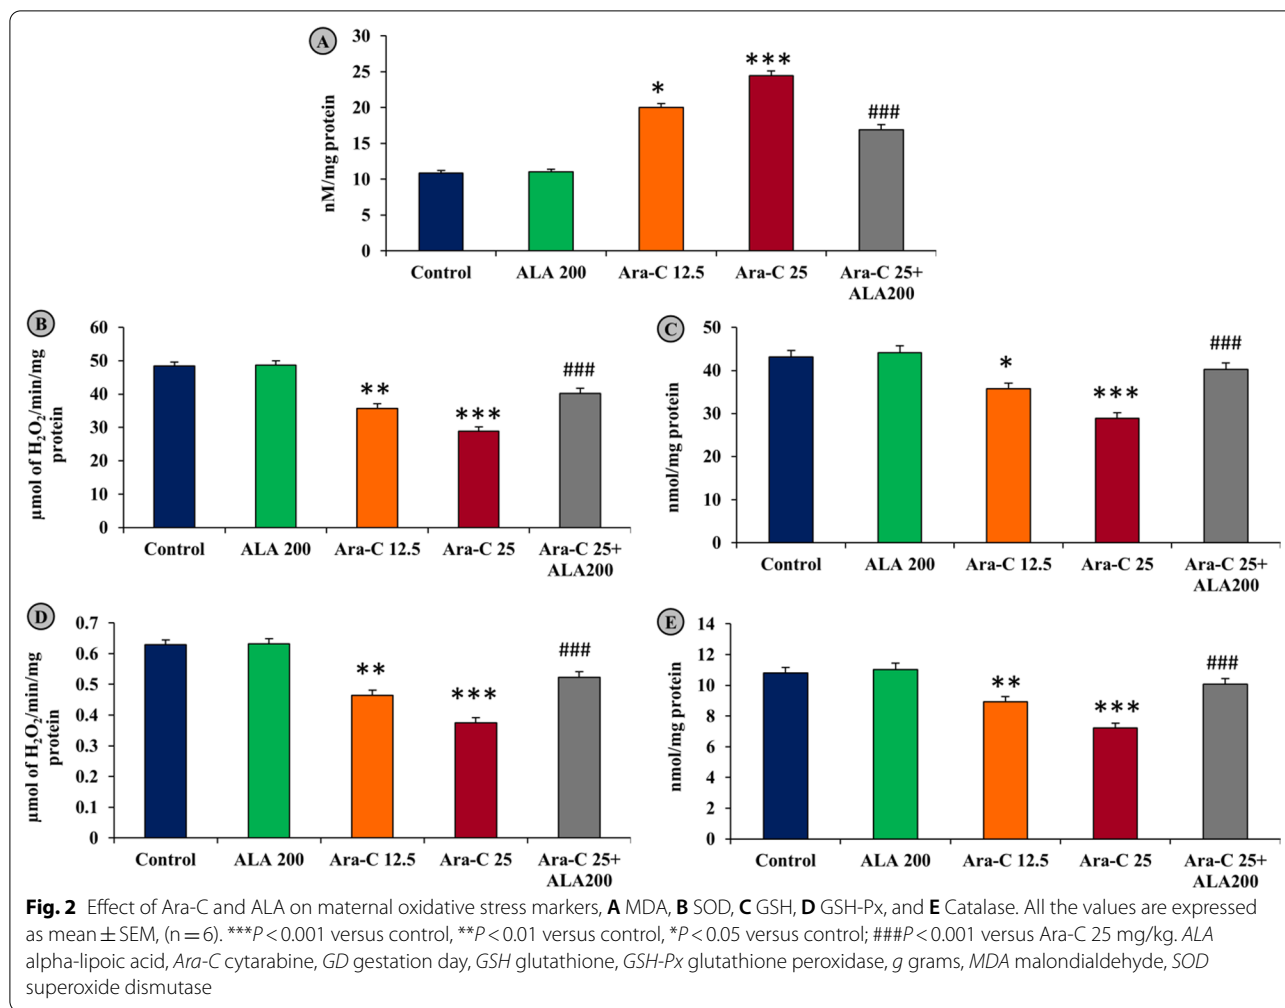 A
30
25
20
15
10
5
0
nM/mg protein
*
***
###
Control
ALA 200
Ara-C 12.5
Ara-C 25
Ara-C 25+
ALA200
B
60
50
40
30
20
10
0
µmol of H₂O₂/min/mg
protein
**
***
###
Control
ALA 200
Ara-C 12.5
Ara-C 25
Ara-C 25+
ALA200
C
50
40
30
20
10
0
nmol/mg protein
*
***
###
Control
ALA 200
Ara-C 12.5
Ara-C 25
Ara-C 25+
ALA200
D
0.7
0.6
0.5
0.4
0.3
0.2
0.1
0
µmol of H₂O₂/min/mg
protein
**
***
###
Control
ALA 200
Ara-C 12.5
Ara-C 25
Ara-C 25+
ALA200
E
14
12
10
8
6
4
2
0
nmol/mg protein
**
***
###
Control
ALA 200
Ara-C 12.5
Ara-C 25
Ara-C 25+
ALA200
Fig. 2 Effect of Ara-C and ALA on maternal oxidative stress markers, A MDA, B SOD, C GSH, D GSH-Px, and E Catalase. All the values are expressed
as mean ± SEM, (n = 6). ***P < 0.001 versus control, **P < 0.01 versus control, *P < 0.05 versus control; ###P < 0.001 versus Ara-C 25 mg/kg. ALA
alpha-lipoic acid, Ara-C cytarabine, GD gestation day, GSH glutathione, GSH-Px glutathione peroxidase, g grams, MDA malondialdehyde, SOD
superoxide dismutase